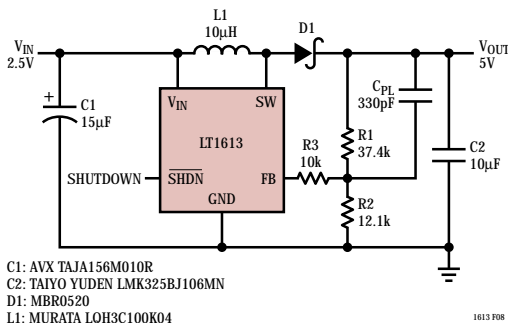 L1
10µH
D1
VIN
2.5V
VOUT
5V
C1
15µF
+
VIN
SW
LT1613
SHUTDOWN
SHDN
FB
GND
R3
10k
R1
37.4k
R2
12.1k
CPL
330pF
C2
10µF
C1: AVX TAJA156M010R
C2: TAIYO YUDEN LMK325BJ106MN
D1: MBR0520
L1: MURATA LQH3C100K04
1613 F08